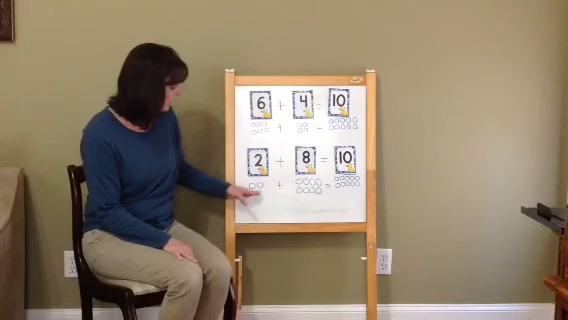 6 + 4 = 10
+ =
2 + 8 = 10
+ =